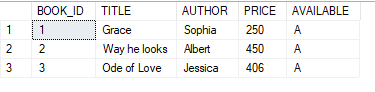 BOOK_ID TITLE AUTHOR PRICE AVAILABLE
1 1 Grace Sophia 250 A
2 2 Way he looks Albert 450 A
3 3 Ode of Love Jessica 406 A